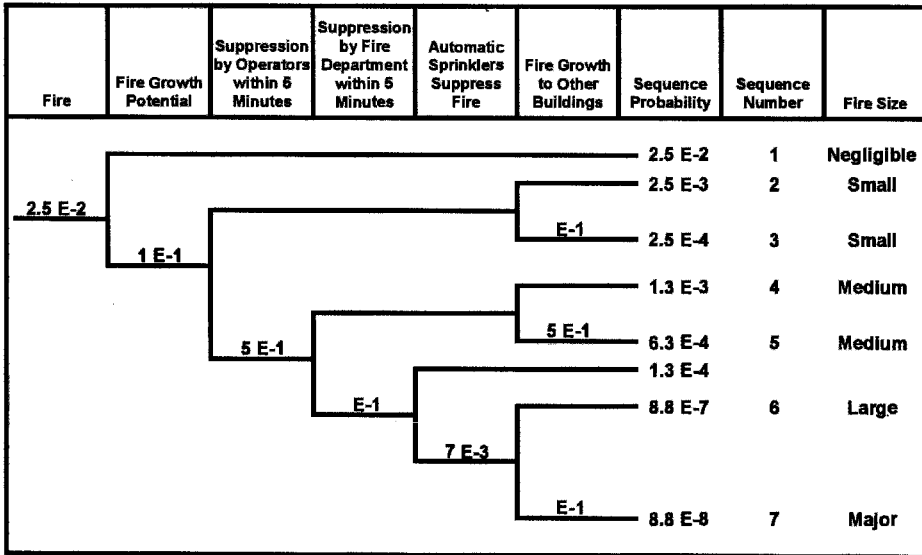 Fire
Fire Growth
Potential
Suppression
by Operators
within 5
Minutes
Suppression
by Fire
Department
within 5
Minutes
Automatic
Sprinklers
Suppress
Fire
Fire Growth
to Other
Buildings
Sequence
Probability
Sequence
Number
Fire Size
2.5 E-2 1 Negligible
2.5 E-3 2 Small
2.5 E-2
E-1
2.5 E-4 3 Small
1 E-1
1.3 E-3 4 Medium
5 E-1
5 E-1
6.3 E-4 5 Medium
1.3 E-4
E-1
8.8 E-7 6 Large
7 E-3
E-1
8.8 E-8 7 Major